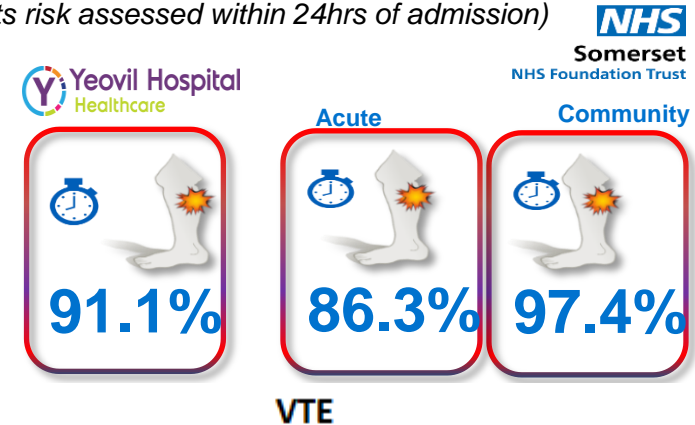 risk assessed within 24hrs of admission)
NHS
Somerset
NHS Foundation Trust
Yeovil Hospital
Healthcare
Acute
Community
91.1%
86.3%
97.4%
VTE